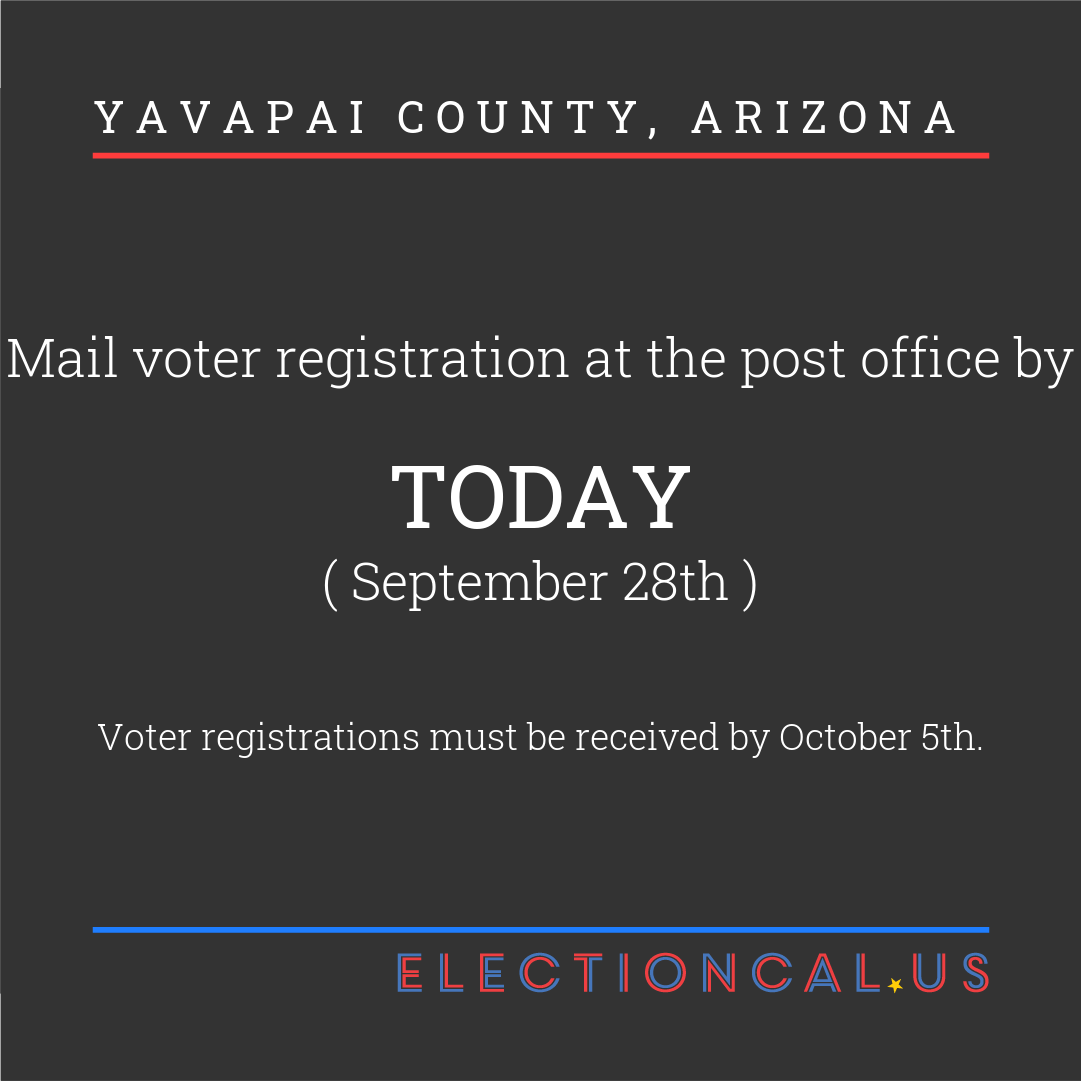 YAVAPAI COUNTY, ARIZONA
Mail voter registration at the post office by
TODAY
( September 28th )
Voter registrations must be received by October 5th.
ELECTIONCAL.US